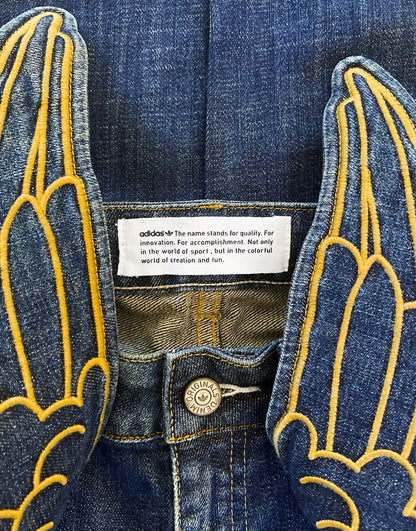 adidas The name stands for quality. For
innovation. For accomplishment. Not only
in the world of sport, but in the colorful
world of creation and fun.
ORIGINALS DENIM